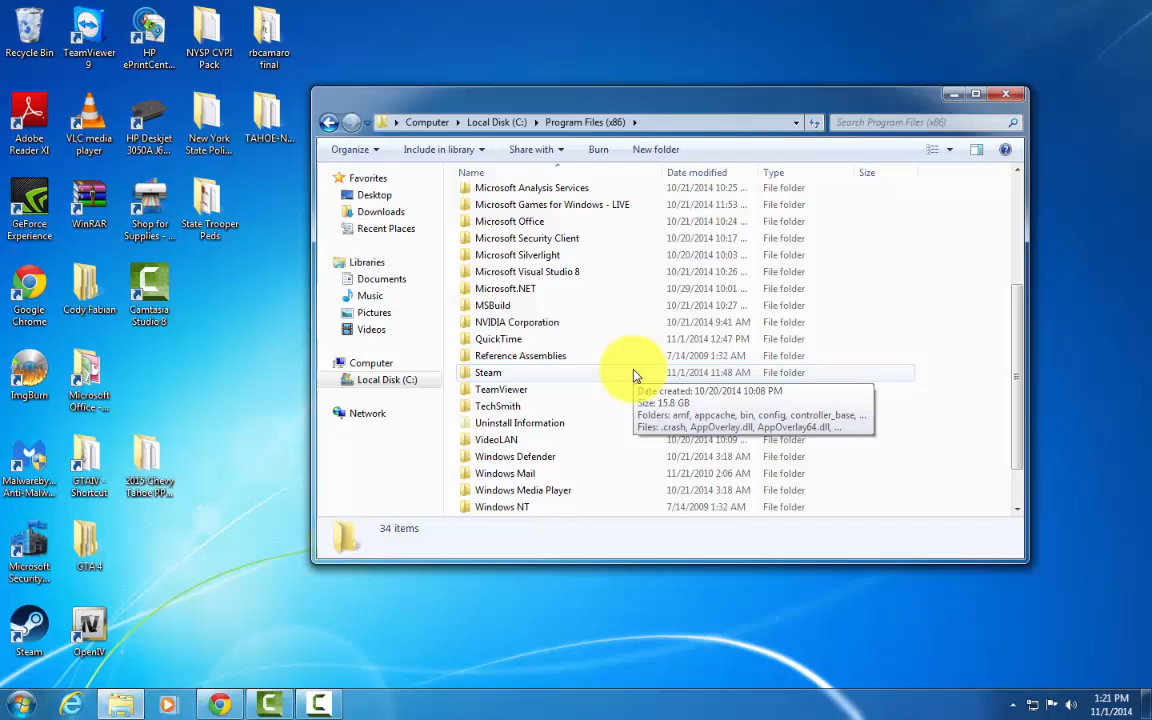 Recycle Bin
TeamViewer 9
HP ePrintCent...
NYSP CVPI Pack
rbcamaro final
Adobe Reader XI
VLC media player
HP Deskjet 3050A J6...
New York State Poli...
TAHOE-N...
GeForce Experience
WinRAR
Shop for Supplies - ...
State Trooper Peds
Google Chrome
Cody Fabian
Camtasia Studio 8
ImgBurn
Microsoft Office - ...
Malwareby... Anti-Malw...
GTAIV - Shortcut
2015 Chevy Tahoe PP...
Microsoft Security...
GTA 4
Steam
IV
OpenIV
Computer Local Disk (C:) Program Files (x86)
Search Program Files (x86)
Organize Include in library Share with Burn New folder
Favorites
Desktop
Downloads
Recent Places
Libraries
Documents
Music
Pictures
Videos
Computer
Local Disk (C:)
Network
Name Date modified Type Size
Microsoft Analysis Services 10/21/2014 10:25 ... File folder
Microsoft Games for Windows - LIVE 10/21/2014 11:53 ... File folder
Microsoft Office 10/21/2014 10:24 ... File folder
Microsoft Security Client 10/20/2014 10:17 ... File folder
Microsoft Silverlight 10/20/2014 10:03 ... File folder
Microsoft Visual Studio 8 10/21/2014 10:26 ... File folder
Microsoft.NET 10/29/2014 10:01 ... File folder
MSBuild 10/21/2014 10:27 ... File folder
NVIDIA Corporation 10/21/2014 9:41 AM File folder
QuickTime 11/1/2014 12:47 PM File folder
Reference Assemblies 7/14/2009 1:32 AM File folder
Steam 11/1/2014 11:48 AM File folder
TeamViewer
TechSmith
Uninstall Information
VideoLAN 10/20/2014 10:09 ... File folder
Windows Defender 10/21/2014 3:18 AM File folder
Windows Mail 11/21/2010 2:06 AM File folder
Windows Media Player 10/21/2014 3:18 AM File folder
Windows NT 7/14/2009 1:32 AM File folder
Date created: 10/20/2014 10:08 PM
Size: 15.8 GB
Folders: amf, appcache, bin, config, controller_base, ...
Files: .crash, AppOverlay.dll, AppOverlay64.dll, ...
34 items
1:21 PM
11/1/2014